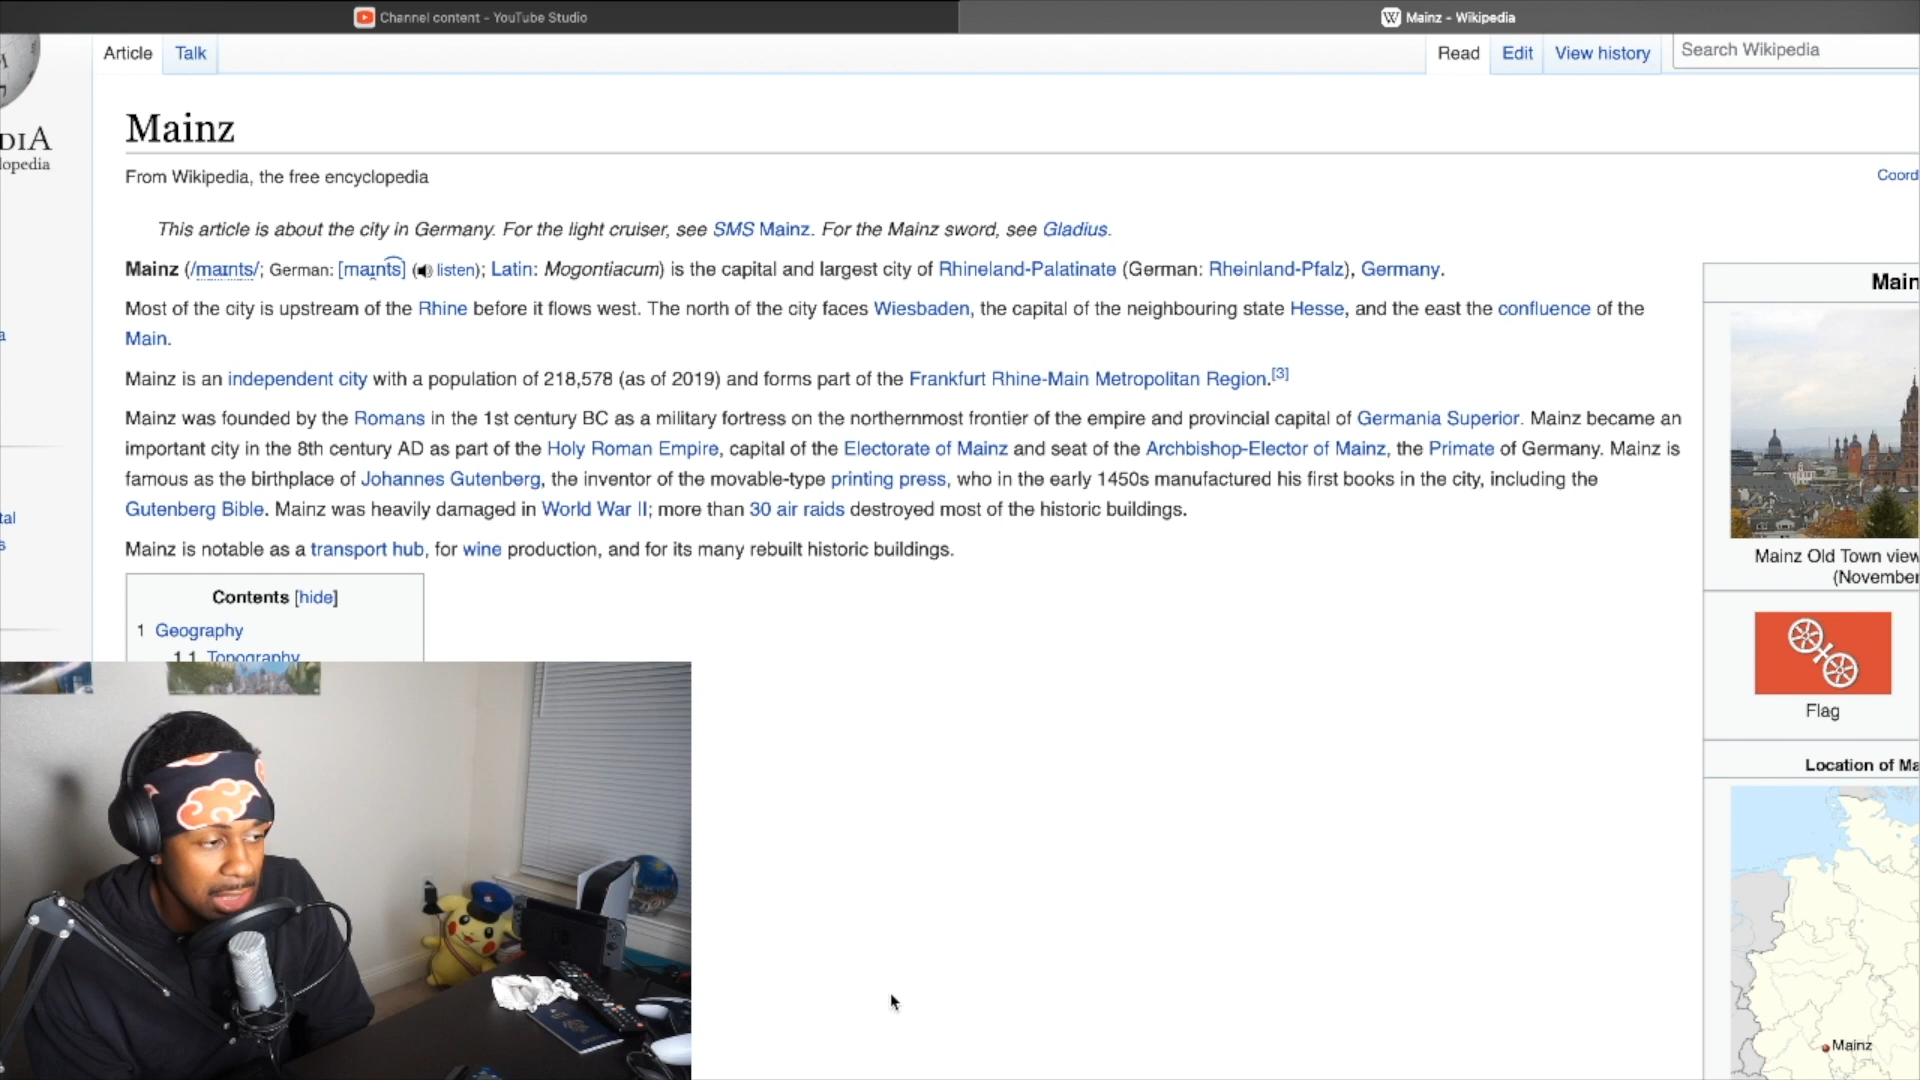 Channel content - YouTube Studio
Mainz - Wikipedia
Article Talk
Read Edit View history Search Wikipedia
DIA
lopedia
Mainz
From Wikipedia, the free encyclopedia
Coord
This article is about the city in Germany. For the light cruiser, see SMS Mainz. For the Mainz sword, see Gladius.
Mainz (/maɪnts/; German: [maɪ̯nt͡s] (listen); Latin: Mogontiacum) is the capital and largest city of Rhineland-Palatinate (German: Rheinland-Pfalz), Germany.
Most of the city is upstream of the Rhine before it flows west. The north of the city faces Wiesbaden, the capital of the neighbouring state Hesse, and the east the confluence of the
Main.
Mainz is an independent city with a population of 218,578 (as of 2019) and forms part of the Frankfurt Rhine-Main Metropolitan Region.[3]
Mainz was founded by the Romans in the 1st century BC as a military fortress on the northernmost frontier of the empire and provincial capital of Germania Superior. Mainz became an
important city in the 8th century AD as part of the Holy Roman Empire, capital of the Electorate of Mainz and seat of the Archbishop-Elector of Mainz, the Primate of Germany. Mainz is
famous as the birthplace of Johannes Gutenberg, the inventor of the movable-type printing press, who in the early 1450s manufactured his first books in the city, including the
Gutenberg Bible. Mainz was heavily damaged in World War II; more than 30 air raids destroyed most of the historic buildings.
Mainz is notable as a transport hub, for wine production, and for its many rebuilt historic buildings.
Contents [hide]
1 Geography
1.1 Topography
a
tal
s
Main
Mainz Old Town view
(November
Flag
Location of Ma
Mainz